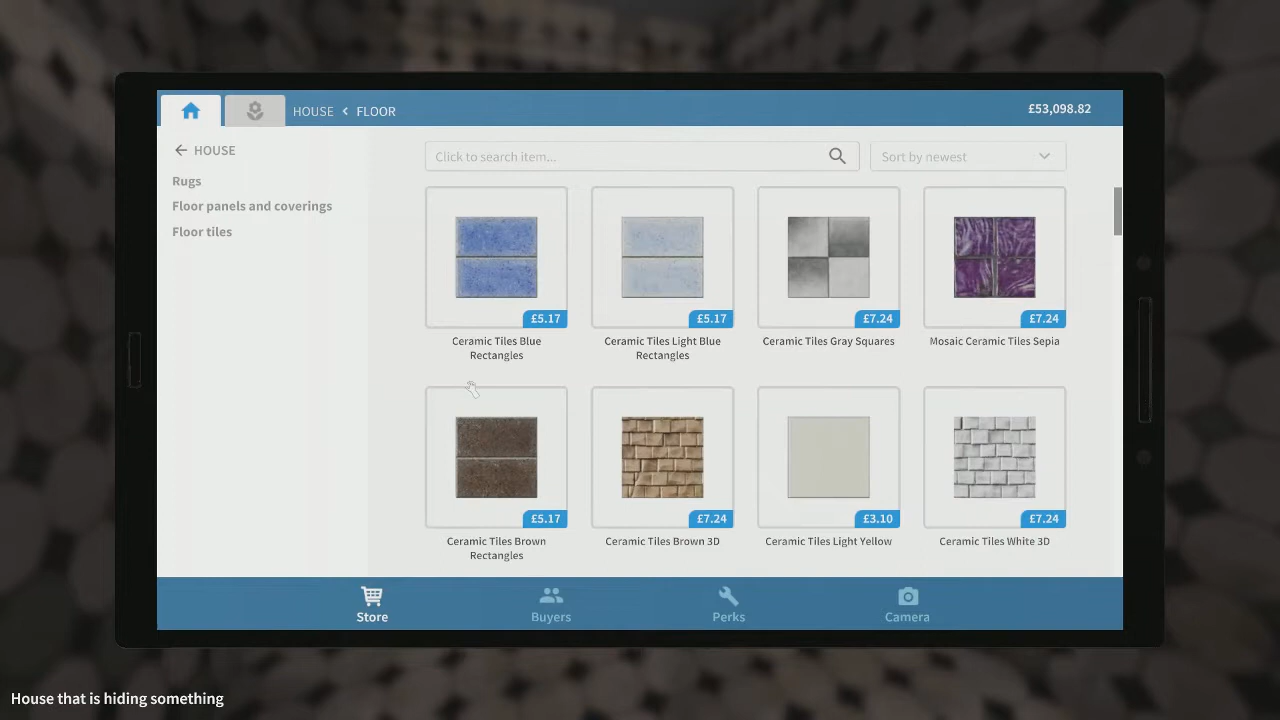 HOUSE < FLOOR
£53,098.82
HOUSE
Rugs
Floor panels and coverings
Floor tiles
Click to search item...
Sort by newest
£5.17
£5.17
£7.24
£7.24
Ceramic Tiles Blue
Rectangles
Ceramic Tiles Light Blue
Rectangles
Ceramic Tiles Gray Squares
Mosaic Ceramic Tiles Sepia
£5.17
£7.24
£3.10
£7.24
Ceramic Tiles Brown
Rectangles
Ceramic Tiles Brown 3D
Ceramic Tiles Light Yellow
Ceramic Tiles White 3D
Store
Buyers
Perks
Camera
House that is hiding something